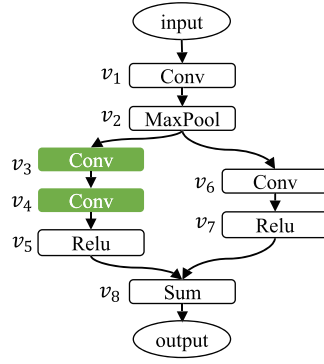 input
v₁ Conv
v₂ MaxPool
v₃ Conv
v₄ Conv
v₅ Relu
v₆ Conv
v₇ Relu
v₈ Sum
output